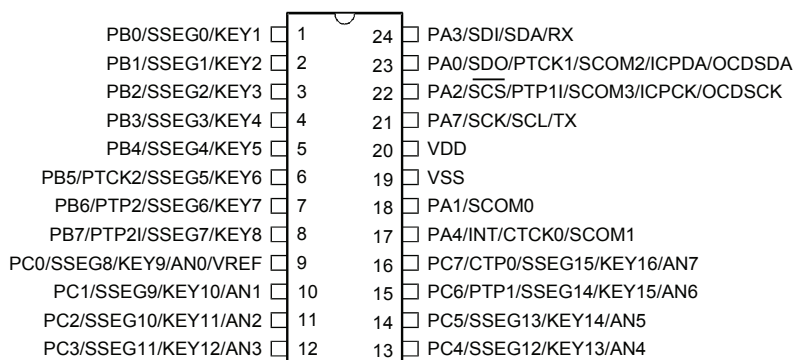 PB0/SSEG0/KEY1 1 24 PA3/SDI/SDA/RX
PB1/SSEG1/KEY2 2 23 PA0/SDO/PTCK1/SCOM2/ICPDA/OCDSDA
PB2/SSEG2/KEY3 3 22 PA2/SCS/PTP1I/SCOM3/ICPCK/OCDSCK
PB3/SSEG3/KEY4 4 21 PA7/SCK/SCL/TX
PB4/SSEG4/KEY5 5 20 VDD
PB5/PTCK2/SSEG5/KEY6 6 19 VSS
PB6/PTP2/SSEG6/KEY7 7 18 PA1/SCOM0
PB7/PTP2I/SSEG7/KEY8 8 17 PA4/INT/CTCK0/SCOM1
PC0/SSEG8/KEY9/AN0/VREF 9 16 PC7/CTP0/SSEG15/KEY16/AN7
PC1/SSEG9/KEY10/AN1 10 15 PC6/PTP1/SSEG14/KEY15/AN6
PC2/SSEG10/KEY11/AN2 11 14 PC5/SSEG13/KEY14/AN5
PC3/SSEG11/KEY12/AN3 12 13 PC4/SSEG12/KEY13/AN4